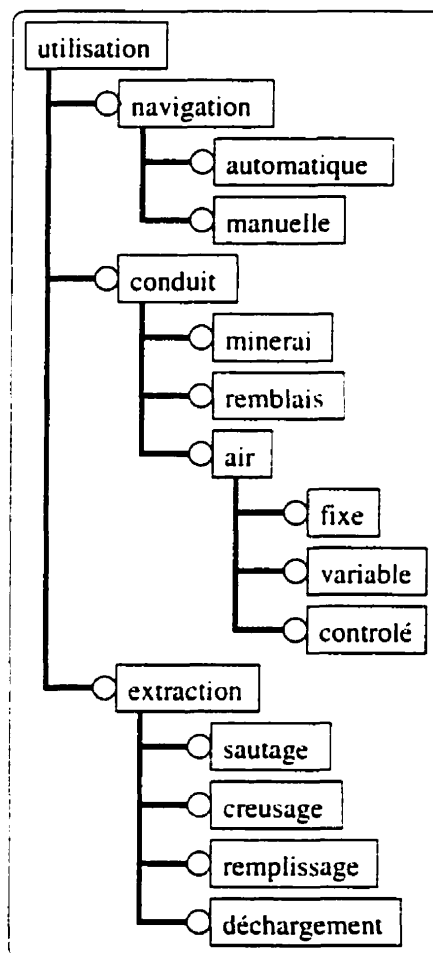 utilisation
navigation
automatique
manuelle
conduit
minerai
remblais
air
fixe
variable
controlé
extraction
sautage
creusage
remplissage
déchargement